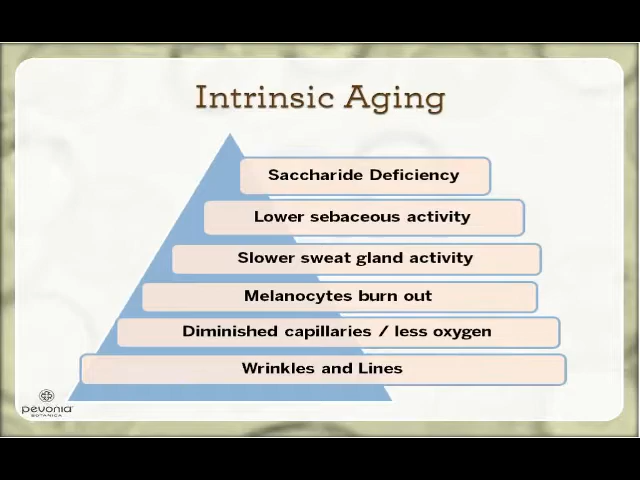 Intrinsic Aging
Saccharide Deficiency
Lower sebaceous activity
Slower sweat gland activity
Melanocytes burn out
Diminished capillaries / less oxygen
Wrinkles and Lines
pevonia
BOTANICA